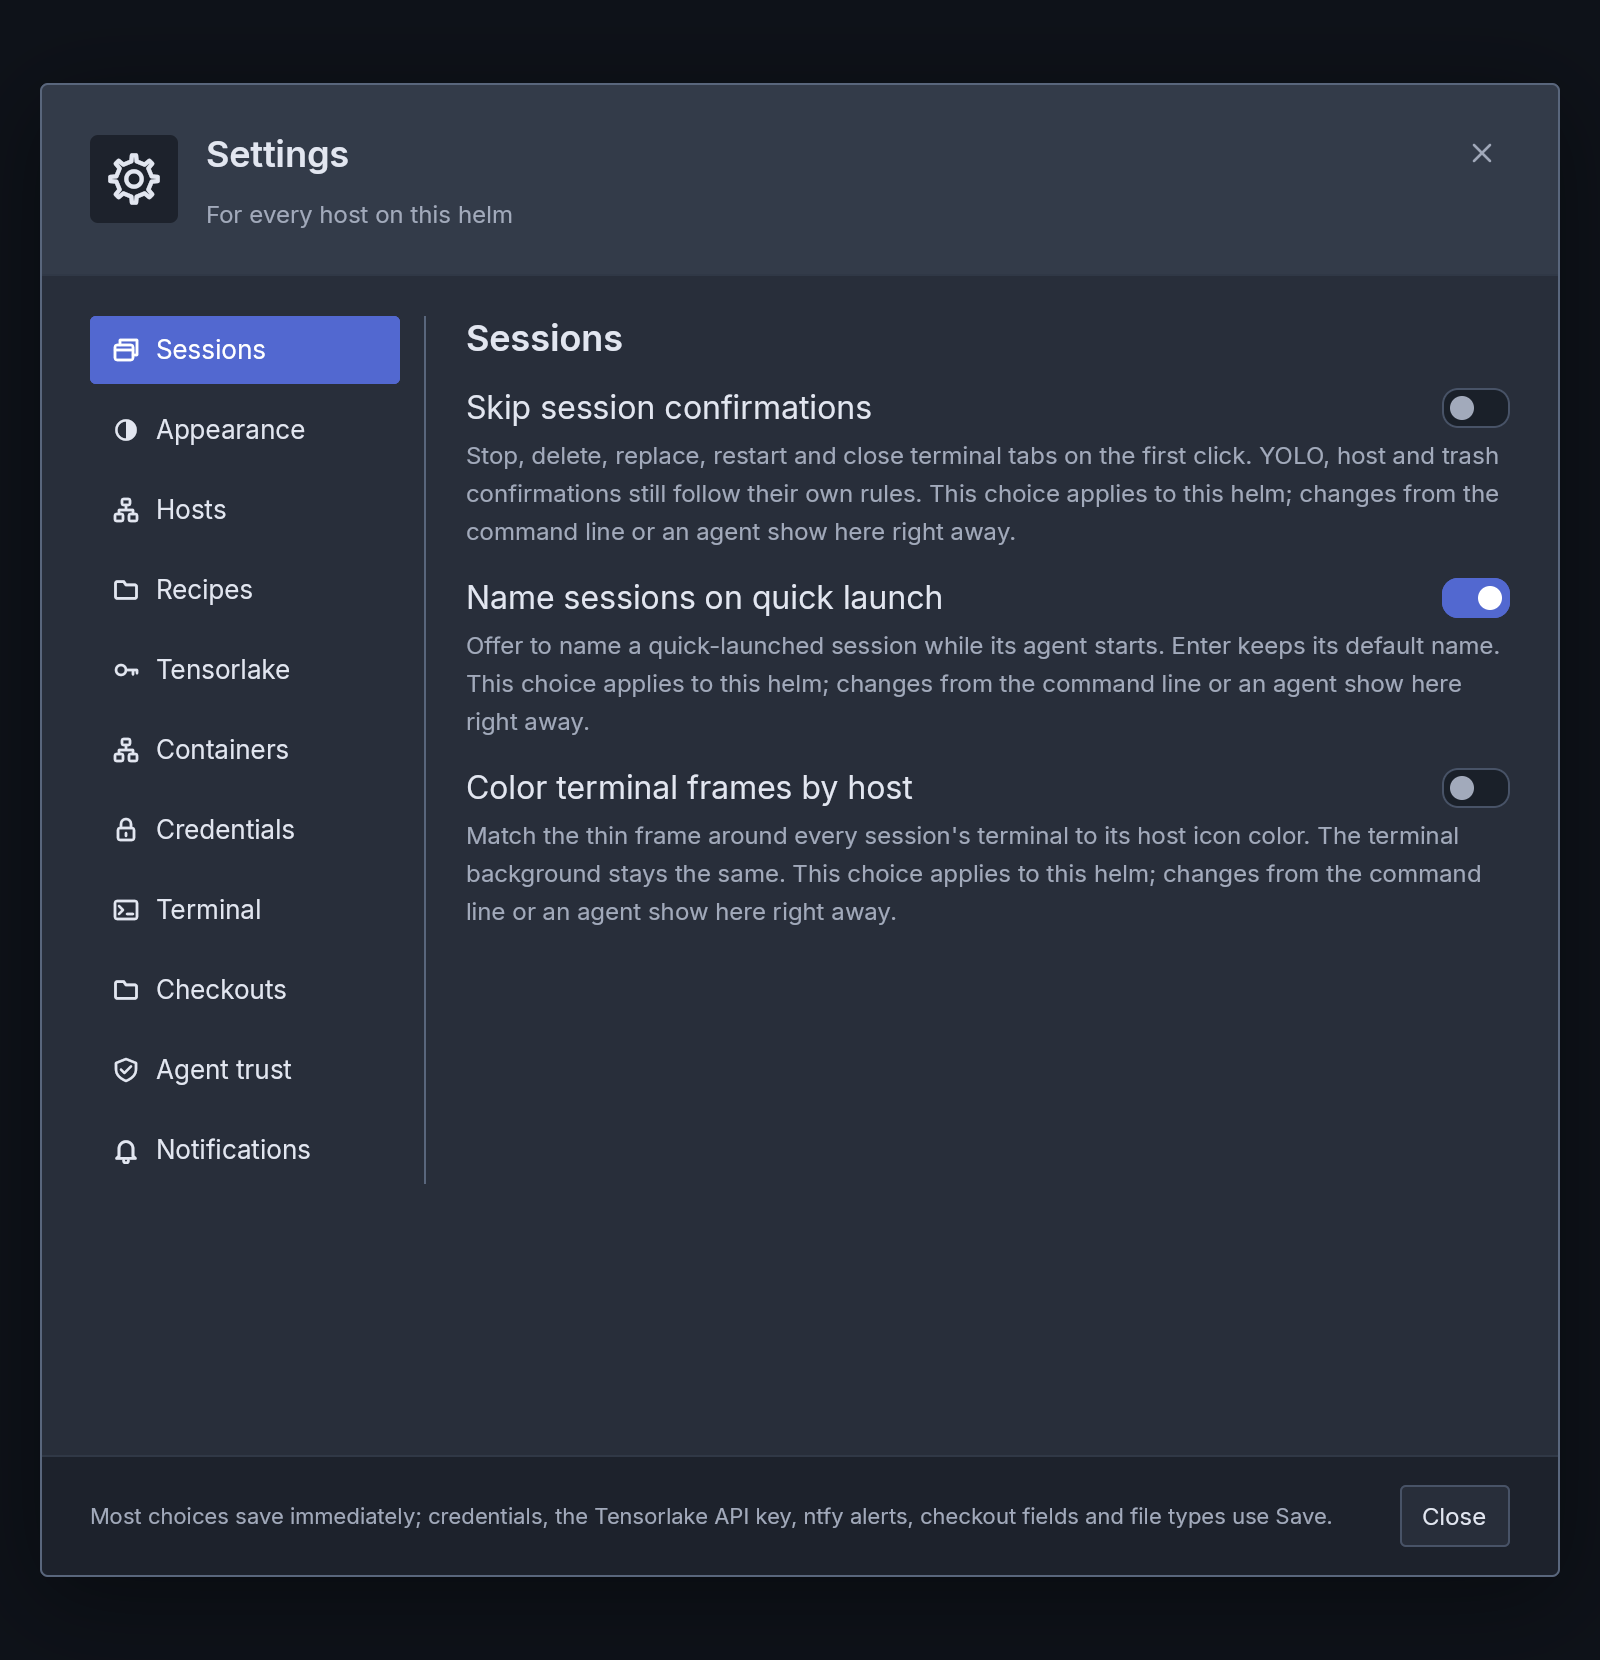 Settings
For every host on this helm
Sessions
Appearance
Hosts
Recipes
Tensorlake
Containers
Credentials
Terminal
Checkouts
Agent trust
Notifications
Sessions
Skip session confirmations
Stop, delete, replace, restart and close terminal tabs on the first click. YOLO, host and trash
confirmations still follow their own rules. This choice applies to this helm; changes from the
command line or an agent show here right away.
Name sessions on quick launch
Offer to name a quick-launched session while its agent starts. Enter keeps its default name.
This choice applies to this helm; changes from the command line or an agent show here
right away.
Color terminal frames by host
Match the thin frame around every session's terminal to its host icon color. The terminal
background stays the same. This choice applies to this helm; changes from the command
line or an agent show here right away.
Most choices save immediately; credentials, the Tensorlake API key, ntfy alerts, checkout fields and file types use Save.
Close